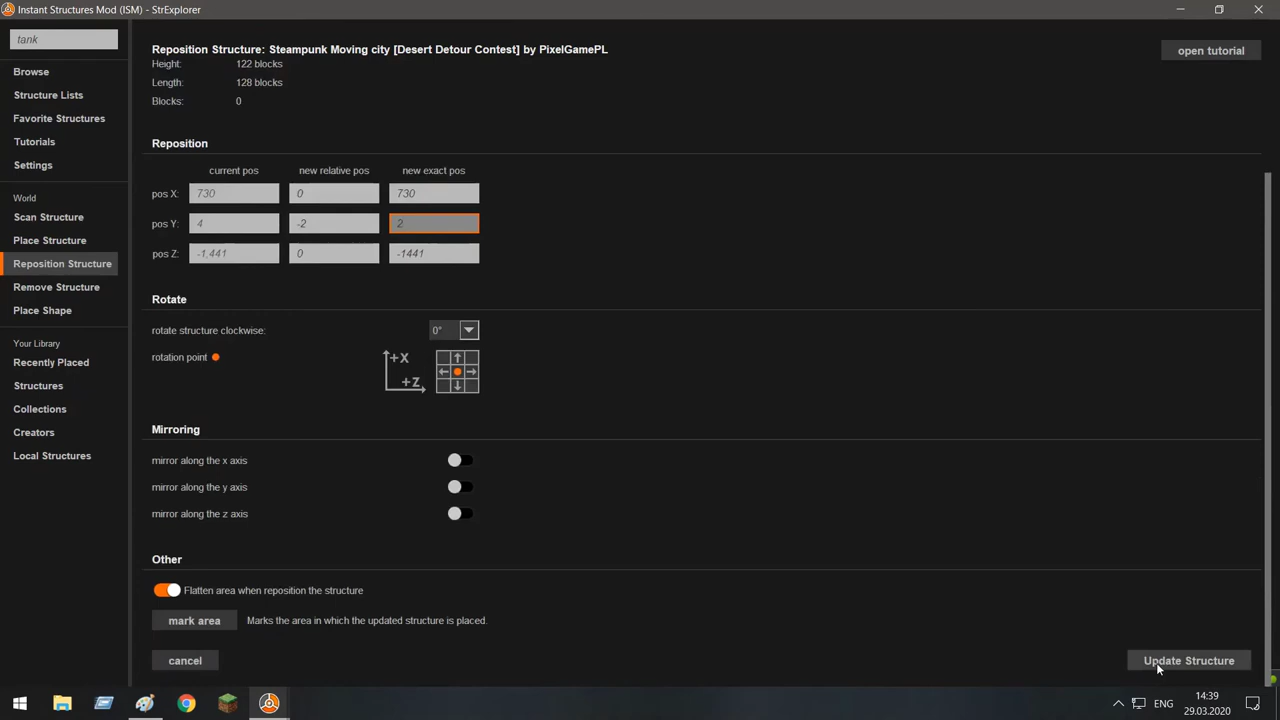 Instant Structures Mod (ISM) - StrExplorer
tank
Browse
Structure Lists
Favorite Structures
Tutorials
Settings
World
Scan Structure
Place Structure
Reposition Structure
Remove Structure
Place Shape
Your Library
Recently Placed
Structures
Collections
Creators
Local Structures
Reposition Structure: Steampunk Moving city [Desert Detour Contest] by PixelGamePL
open tutorial
Height: 122 blocks
Length: 128 blocks
Blocks: 0
Reposition
current pos new relative pos new exact pos
pos X: 730 0 730
pos Y: 4 -2 2
pos Z: -1,441 0 -1441
Rotate
rotate structure clockwise: 0°
rotation point
+X
+Z
Mirroring
mirror along the x axis
mirror along the y axis
mirror along the z axis
Other
Flatten area when reposition the structure
mark area Marks the area in which the updated structure is placed.
cancel Update Structure
ENG
14:39
29.03.2020